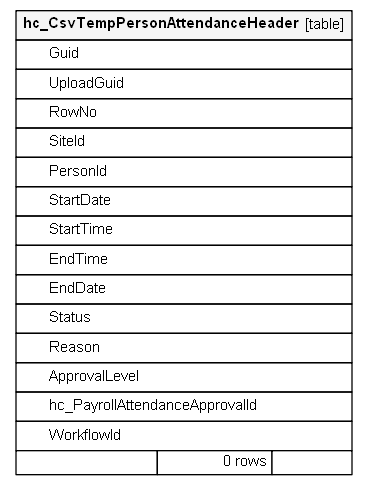 hc_CsvTempPersonAttendanceHeader [table]
Guid
UploadGuid
RowNo
SiteId
PersonId
StartDate
StartTime
EndTime
EndDate
Status
Reason
ApprovalLevel
hc_PayrollAttendanceApprovalId
WorkflowId
0 rows